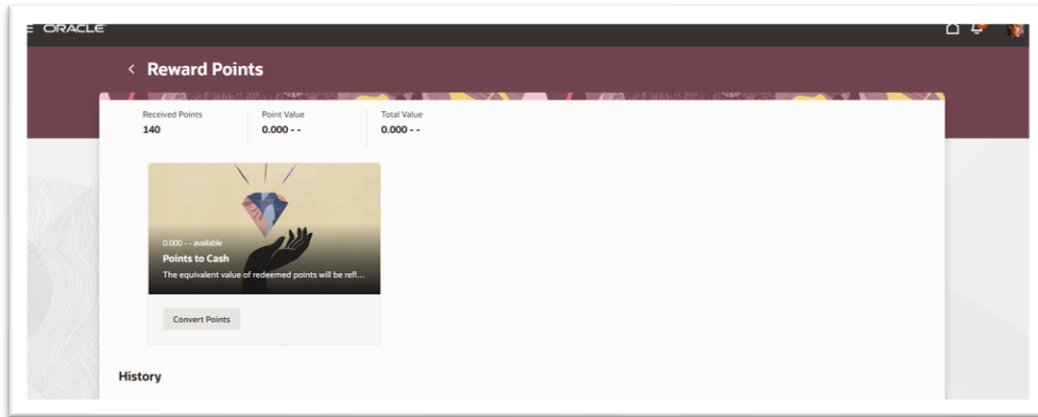 ORACLE
Reward Points
Received Points
140
Point Value
0.000 - -
Total Value
0.000 - -
0.000 - - available
Points to Cash
The equivalent value of redeemed points will be refl...
Convert Points
History